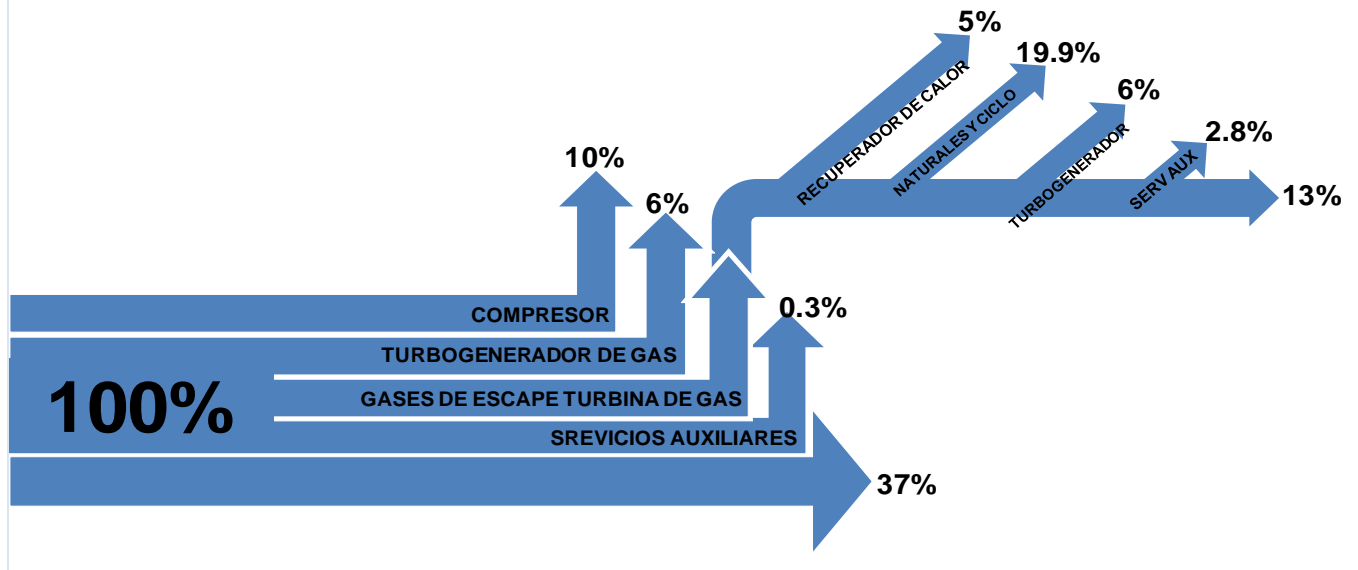 5%
19.9%
6%
2.8%
13%
RECUPERADOR DE CALOR
NATURALES Y CICLO
TURBOGENERADOR
SERV AUX
10%
6%
0.3%
COMPRESOR
TURBOGENERADOR DE GAS
100%
GASES DE ESCAPE TURBINA DE GAS
SREVICIOS AUXILIARES
37%